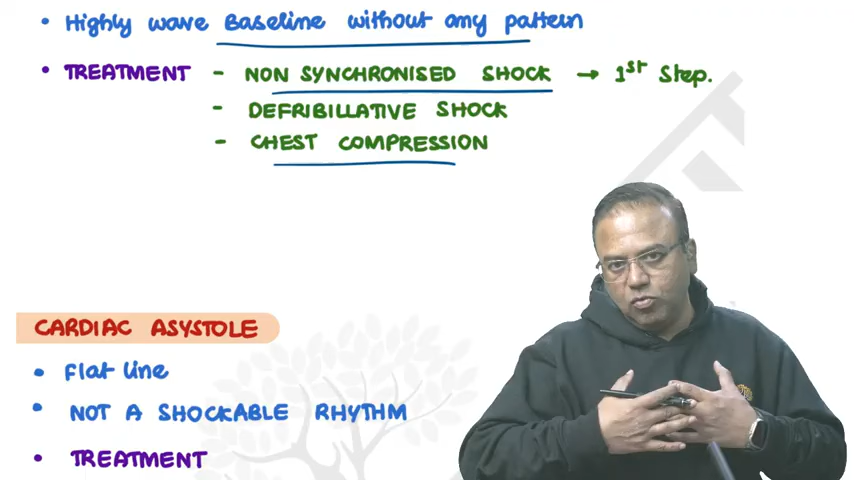 • Highly wave Baseline without any pattern
• TREATMENT - NON SYNCHRONISED SHOCK → 1st Step.
- DEFRIBILLATIVE SHOCK
- CHEST COMPRESSION
CARDIAC ASYSTOLE
• Flat line
• NOT A SHOCKABLE RHYTHM
• TREATMENT